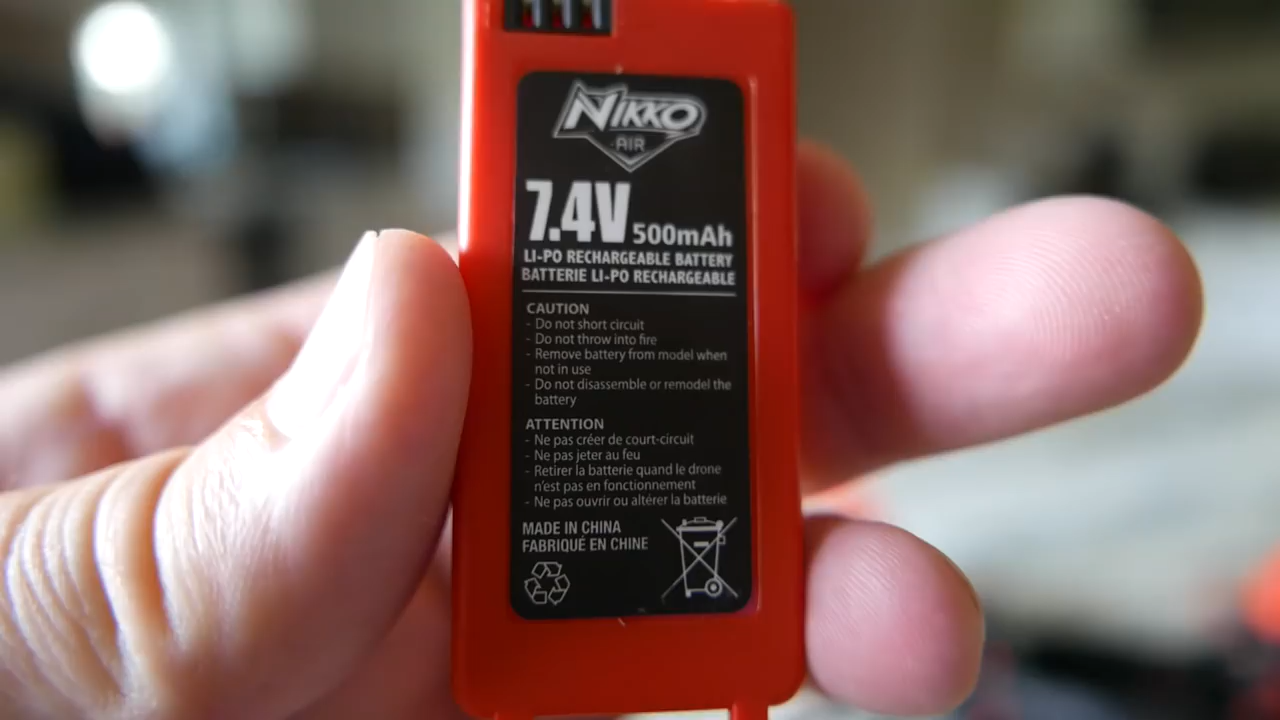 NIKKO
AIR
7.4V 500mAh
LI-PO RECHARGEABLE BATTERY
BATTERIE LI-PO RECHARGEABLE
CAUTION
- Do not short circuit
- Do not throw into fire
- Remove battery from model when
not in use
- Do not disassemble or remodel the
battery
ATTENTION
- Ne pas créer de court-circuit
- Ne pas jeter au feu
- Retirer la batterie quand le drone
n'est pas en fonctionnement
- Ne pas ouvrir ou altérer la batterie
MADE IN CHINA
FABRIQUÉ EN CHINE